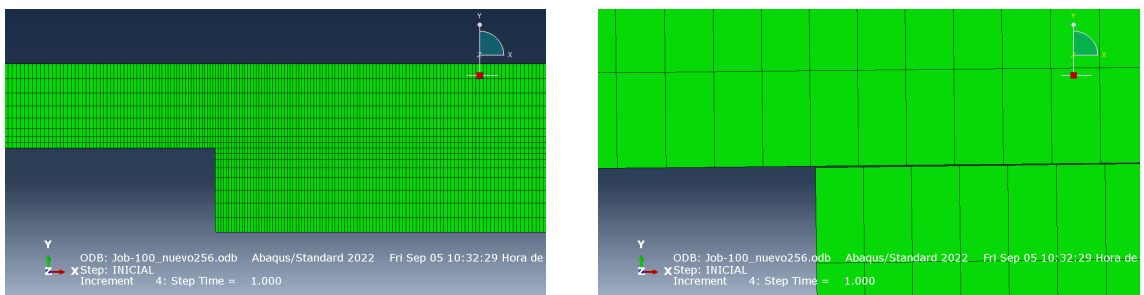 Y
Z X
Y
Z X
ODB: Job-100_nuevo256.odb Abaqus/Standard 2022 Fri Sep 05 10:32:29 Hora de
Step: INICIAL
Increment 4: Step Time = 1.000
Y
Z X
Y
Z X
ODB: Job-100_nuevo256.odb Abaqus/Standard 2022 Fri Sep 05 10:32:29 Hora de
Step: INICIAL
Increment 4: Step Time = 1.000